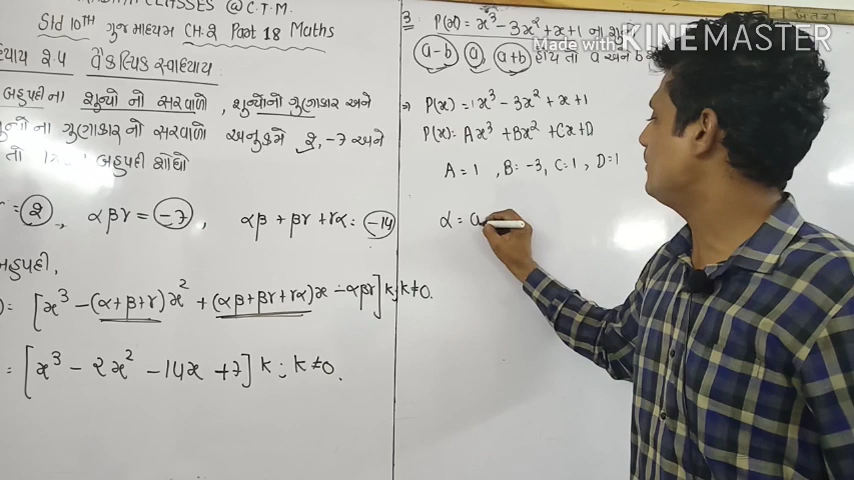 CLASSES @C.T.M.
Std 10th ગુજ માધ્યમ CH.2 Part 18 Maths
૨.૫ વૈકલ્પિક સ્વાધ્યાય
બહુપદીના શૂન્યો નો સરવાળો, શૂન્યોનો ગુણાકાર અને
ના ગુણાકારનો સરવાળો અનુક્રમે 2, -7 અને
તો બહુપદી શોધો
= 2, αβγ = -7 αβ + βγ + γα = -14
= [x³ - (α+β+γ)x² + (αβ+βγ+γα)x - αβγ] k ; k≠0.
= [x³ - 2x² - 14x + 7] k ; k≠0.
3. P(x) = x³ - 3x² + x + 1 ના
a-b, a, a+b હોય તો a અને b
⇒ P(x) = 1x³ - 3x² + x + 1
P(x) = Ax³ + Bx² + Cx + D
A = 1, B = -3, C = 1, D = 1
α = a
Made with KINEMASTER